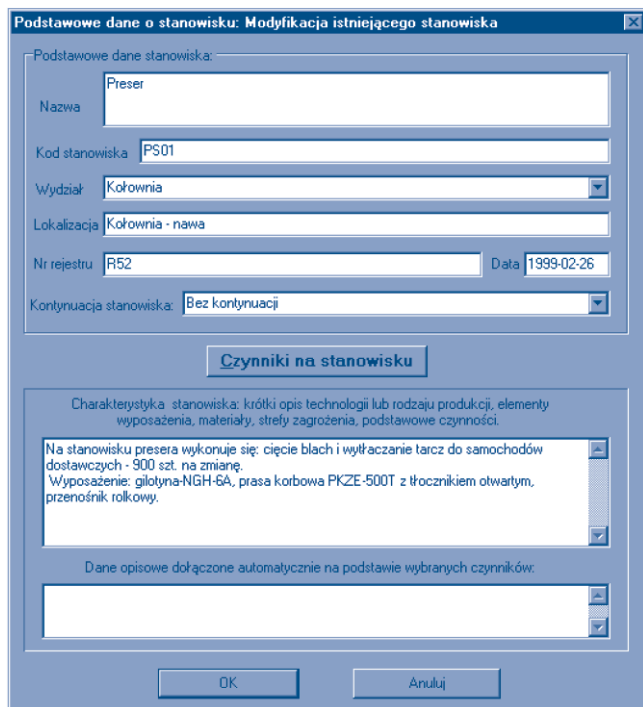 Podstawowe dane o stanowisku: Modyfikacja istniejącego stanowiska
Podstawowe dane stanowiska:
Nazwa Preser
Kod stanowiska PS01
Wydział Kołownia
Lokalizacja Kołownia - nawa
Nr rejestru R52 Data 1999-02-26
Kontynuacja stanowiska: Bez kontynuacji
Czynniki na stanowisku
Charakterystyka stanowiska: krótki opis technologii lub rodzaju produkcji, elementy
wyposażenia, materiały, strefy zagrożenia, podstawowe czynności.
Na stanowisku presera wykonuje się: cięcie blach i wytłaczanie tarcz do samochodów
dostawczych - 900 szt. na zmianę.
Wyposażenie: gilotyna-NGH-6A, prasa korbowa PKZE-500T z tłocznikiem otwartym,
przenośnik rolkowy.
Dane opisowe dołączone automatycznie na podstawie wybranych czynników:
OK Anuluj